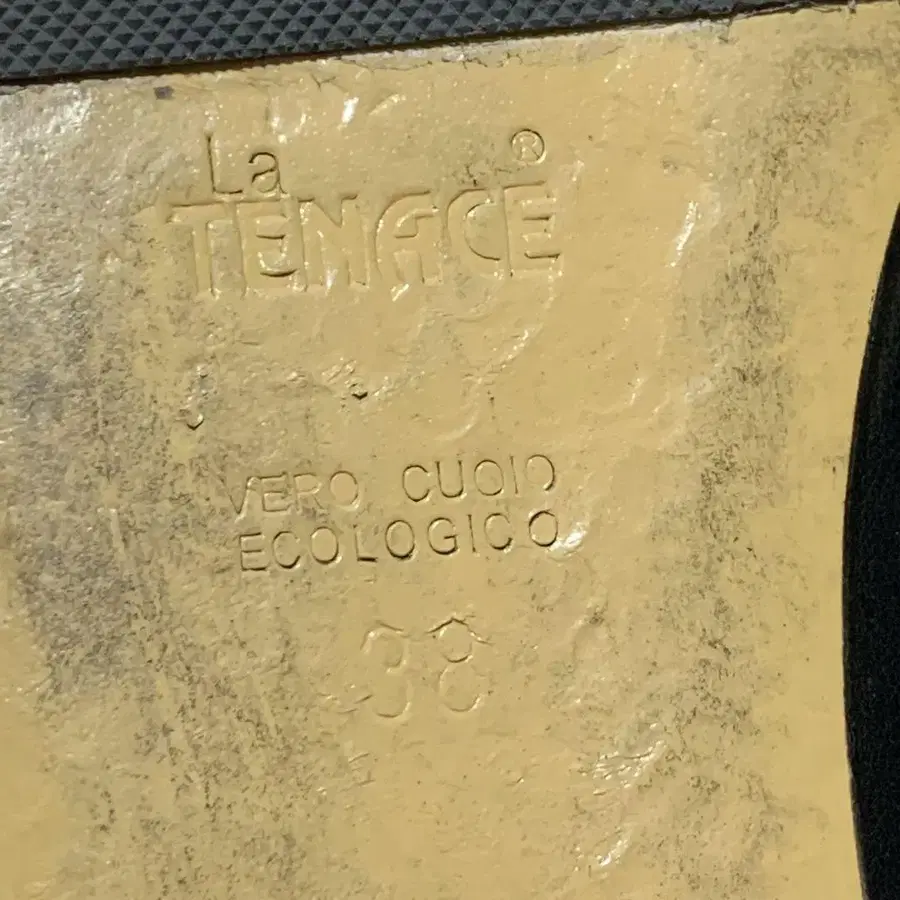 La ®
TENACE
VERO CUOIO
ECOLOGICO
38